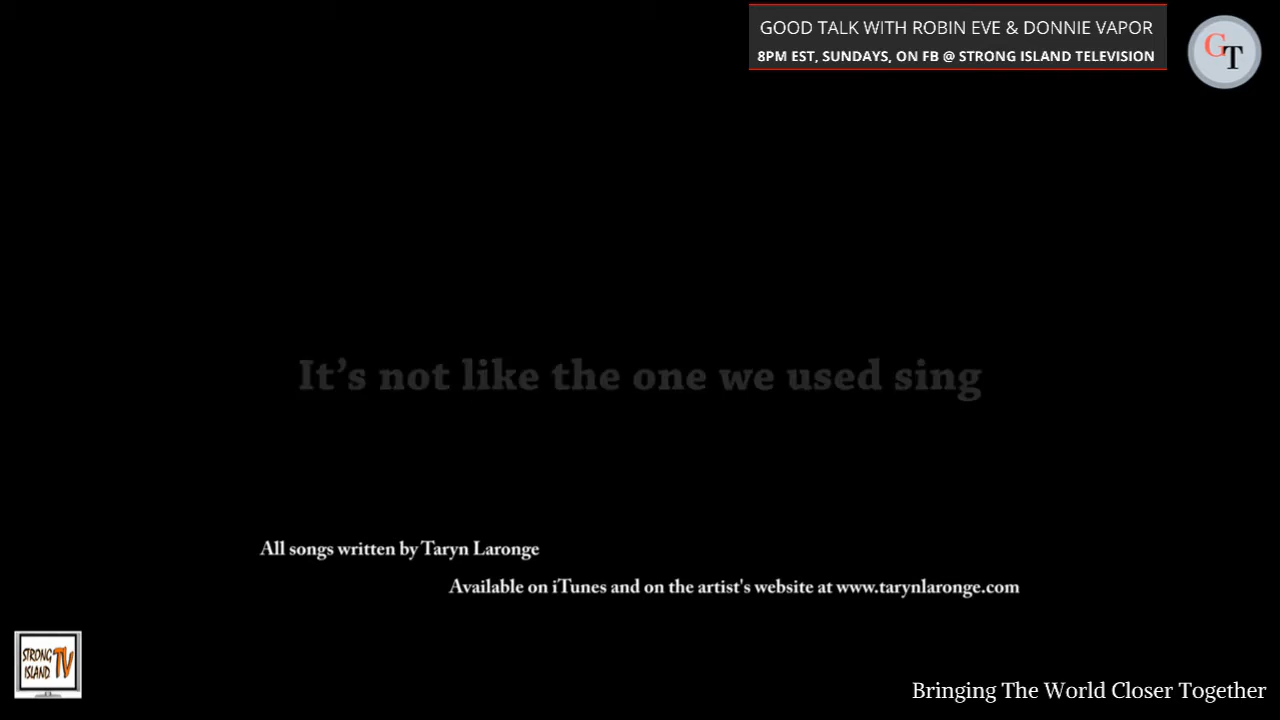 GOOD TALK WITH ROBIN EVE & DONNIE VAPOR
8PM EST, SUNDAYS, ON FB @ STRONG ISLAND TELEVISION
GT
It's not like the one we used sing
All songs written by Taryn Laronge
Available on iTunes and on the artist's website at www.tarynlaronge.com
STRONG
ISLAND
TV
Bringing The World Closer Together